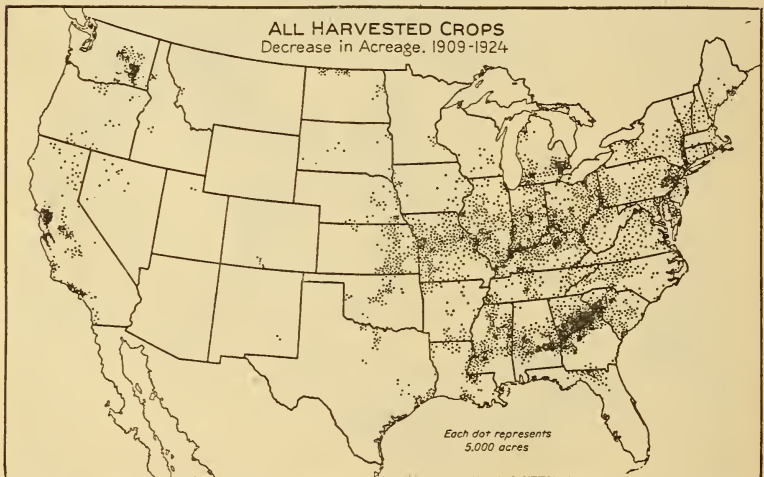 ALL HARVESTED CROPS
Decrease in Acreage. 1909-1924
Each dot represents
5,000 acres